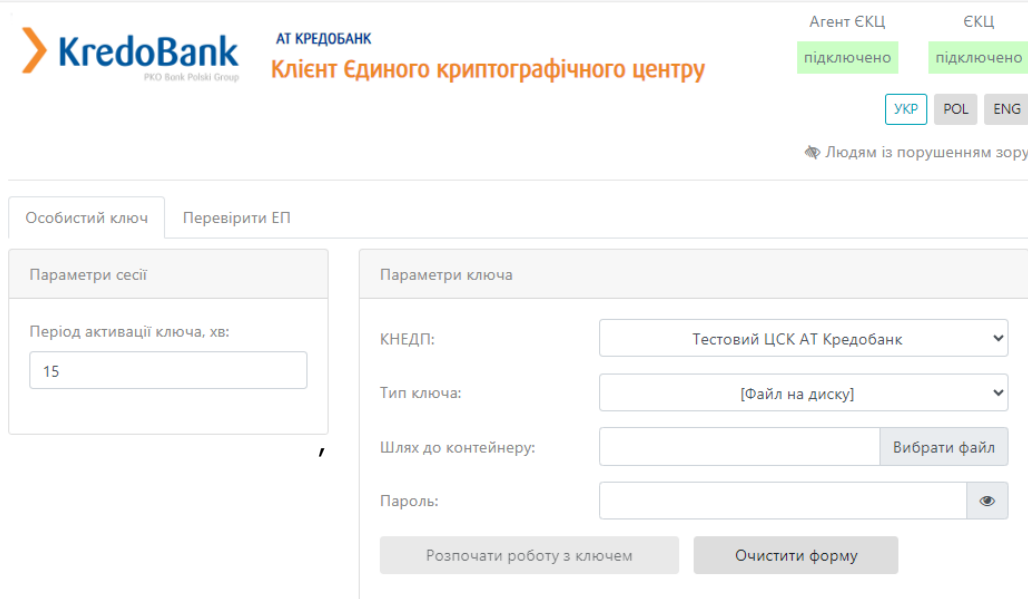 KredoBank
PKO Bank Polski Group
АТ КРЕДОБАНК
Клієнт Єдиного криптографічного центру
Агент ЄКЦ ЄКЦ
підключено підключено
УКР POL ENG
Людям із порушенням зору
Особистий ключ Перевірити ЕП
Параметри сесії
Період активації ключа, хв:
15
,
Параметри ключа
КНЕДП: Тестовий ЦСК АТ Кредобанк
Тип ключа: [Файл на диску]
Шлях до контейнеру: Вибрати файл
Пароль:
Розпочати роботу з ключем Очистити форму